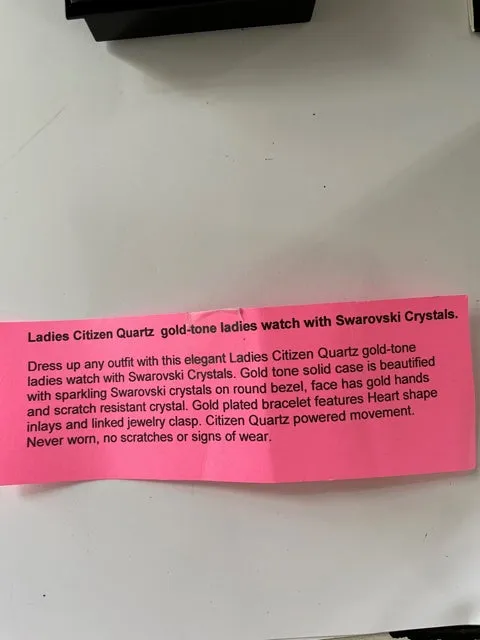 Ladies Citizen Quartz gold-tone ladies watch with Swarovski Crystals.
Dress up any outfit with this elegant Ladies Citizen Quartz gold-tone
ladies watch with Swarovski Crystals. Gold tone solid case is beautified
with sparkling Swarovski crystals on round bezel, face has gold hands
and scratch resistant crystal. Gold plated bracelet features Heart shape
inlays and linked jewelry clasp. Citizen Quartz powered movement.
Never worn, no scratches or signs of wear.